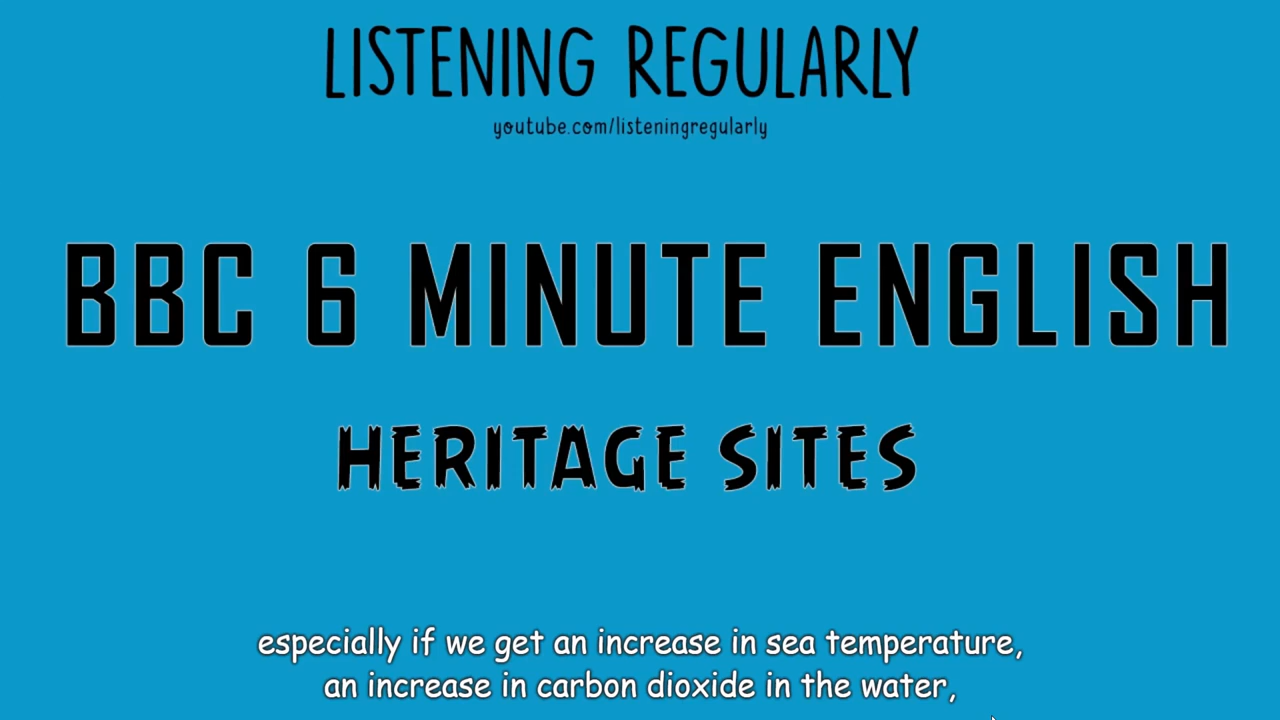 LISTENING REGULARLY
youtube.com/listeningregularly
BBC 6 MINUTE ENGLISH
HERITAGE SITES
especially if we get an increase in sea temperature,
an increase in carbon dioxide in the water,